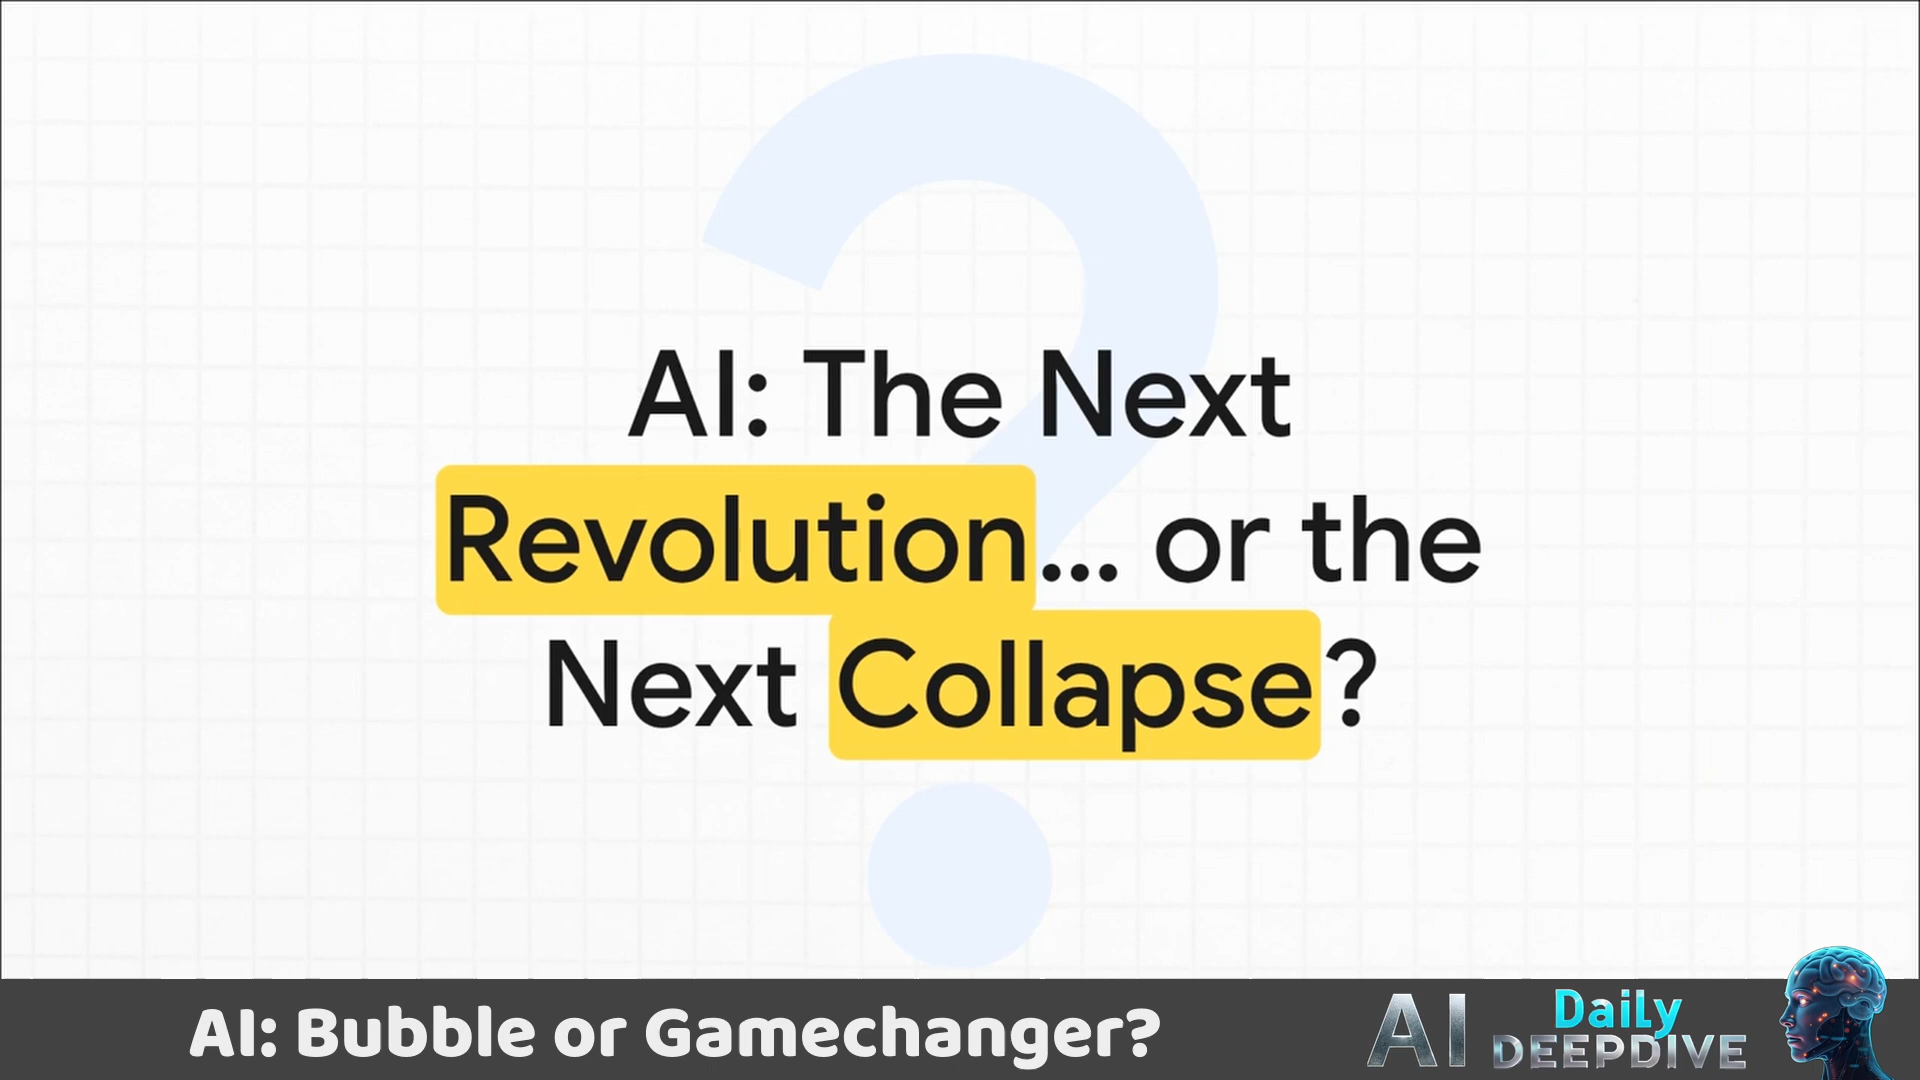 AI: The Next
Revolution... or the
Next Collapse?
AI: Bubble or Gamechanger?
AI Daily
DEEPDIVE